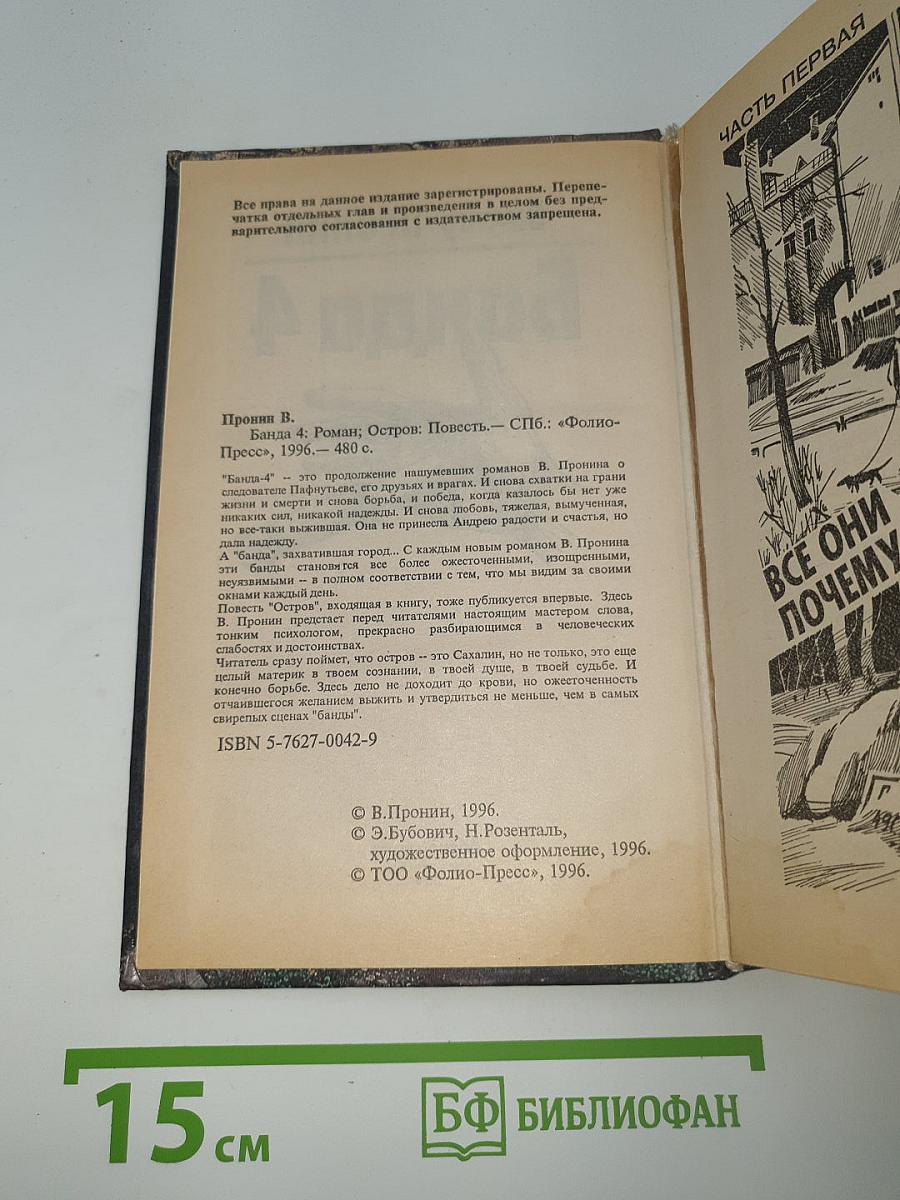 Все права на данное издание зарегистрированы. Перепе-
чатка отдельных глав и произведения в целом без пред-
варительного согласования с издательством запрещена.
Пронин В.
Банда 4: Роман; Остров: Повесть.— СПб.: «Фолио-
Пресс», 1996.— 480 с.
"Банда-4" -- это продолжение нашумевших романов В. Пронина о
следователе Пафнутьеве, его друзьях и врагах. И снова схватки на грани
жизни и смерти и снова борьба, и победа, когда казалось бы нет уже
никаких сил, никакой надежды. И снова любовь, тяжелая, вымученная,
но все-таки выжившая. Она не принесла Андрею радости и счастья, но
дала надежду.
А "банда", захватившая город... С каждым новым романом В. Пронина
эти банды становятся все более ожесточенными, изощренными,
неуязвимыми -- в полном соответствии с тем, что мы видим за своими
окнами каждый день.
Повесть "Остров", входящая в книгу, тоже публикуется впервые. Здесь
В. Пронин предстает перед читателями настоящим мастером слова,
тонким психологом, прекрасно разбирающимся в человеческих
слабостях и достоинствах.
Читатель сразу поймет, что остров -- это Сахалин, но не только, это еще
целый материк в твоем сознании, в твоей душе, в твоей судьбе. И
конечно борьбе. Здесь дело не доходит до крови, но ожесточенность
отчаившегося желанием выжить и утвердиться не меньше, чем в самых
свирепых сценах "банды".
ISBN 5-7627-0042-9
© В.Пронин, 1996.
© Э.Бубович, Н.Розенталь,
художественное оформление, 1996.
© ТОО «Фолио-Пресс», 1996.
ЧАСТЬ ПЕРВАЯ
ВСЕ ОНИ
ПОЧЕМУ
15 см
БФ БИБЛИОФАН